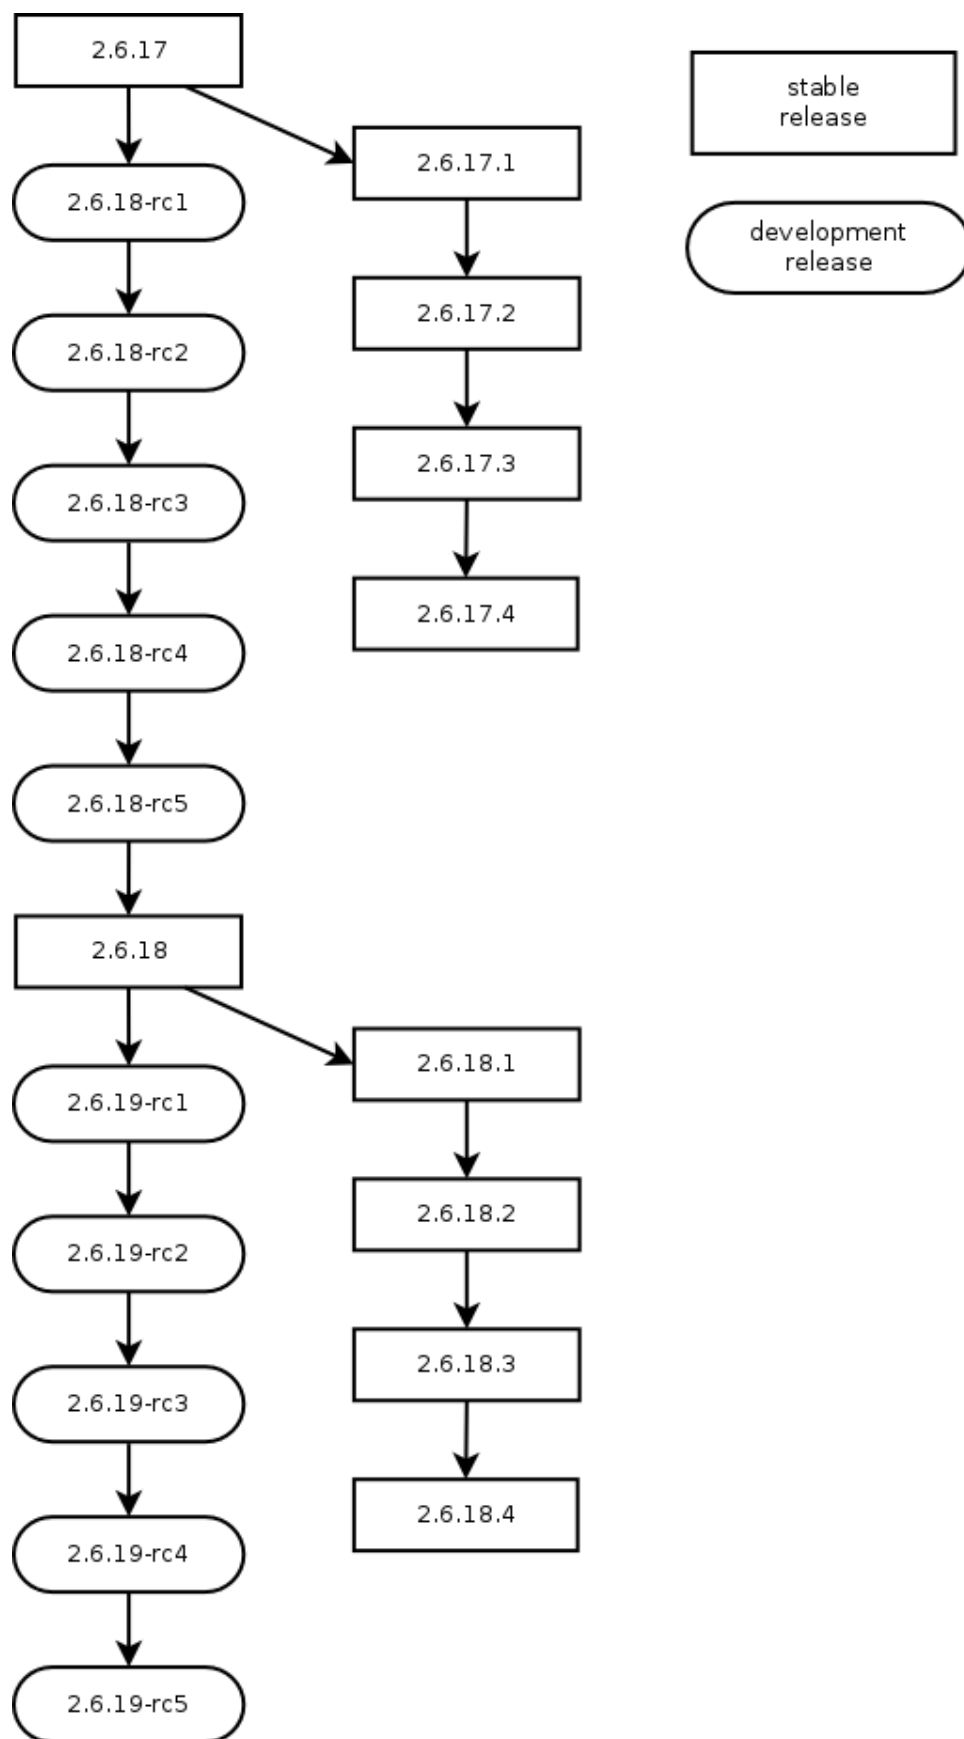 2.6.17
2.6.18-rc1
2.6.18-rc2
2.6.18-rc3
2.6.18-rc4
2.6.18-rc5
2.6.18
2.6.19-rc1
2.6.19-rc2
2.6.19-rc3
2.6.19-rc4
2.6.19-rc5
2.6.17.1
2.6.17.2
2.6.17.3
2.6.17.4
2.6.18.1
2.6.18.2
2.6.18.3
2.6.18.4
stable
release
development
release